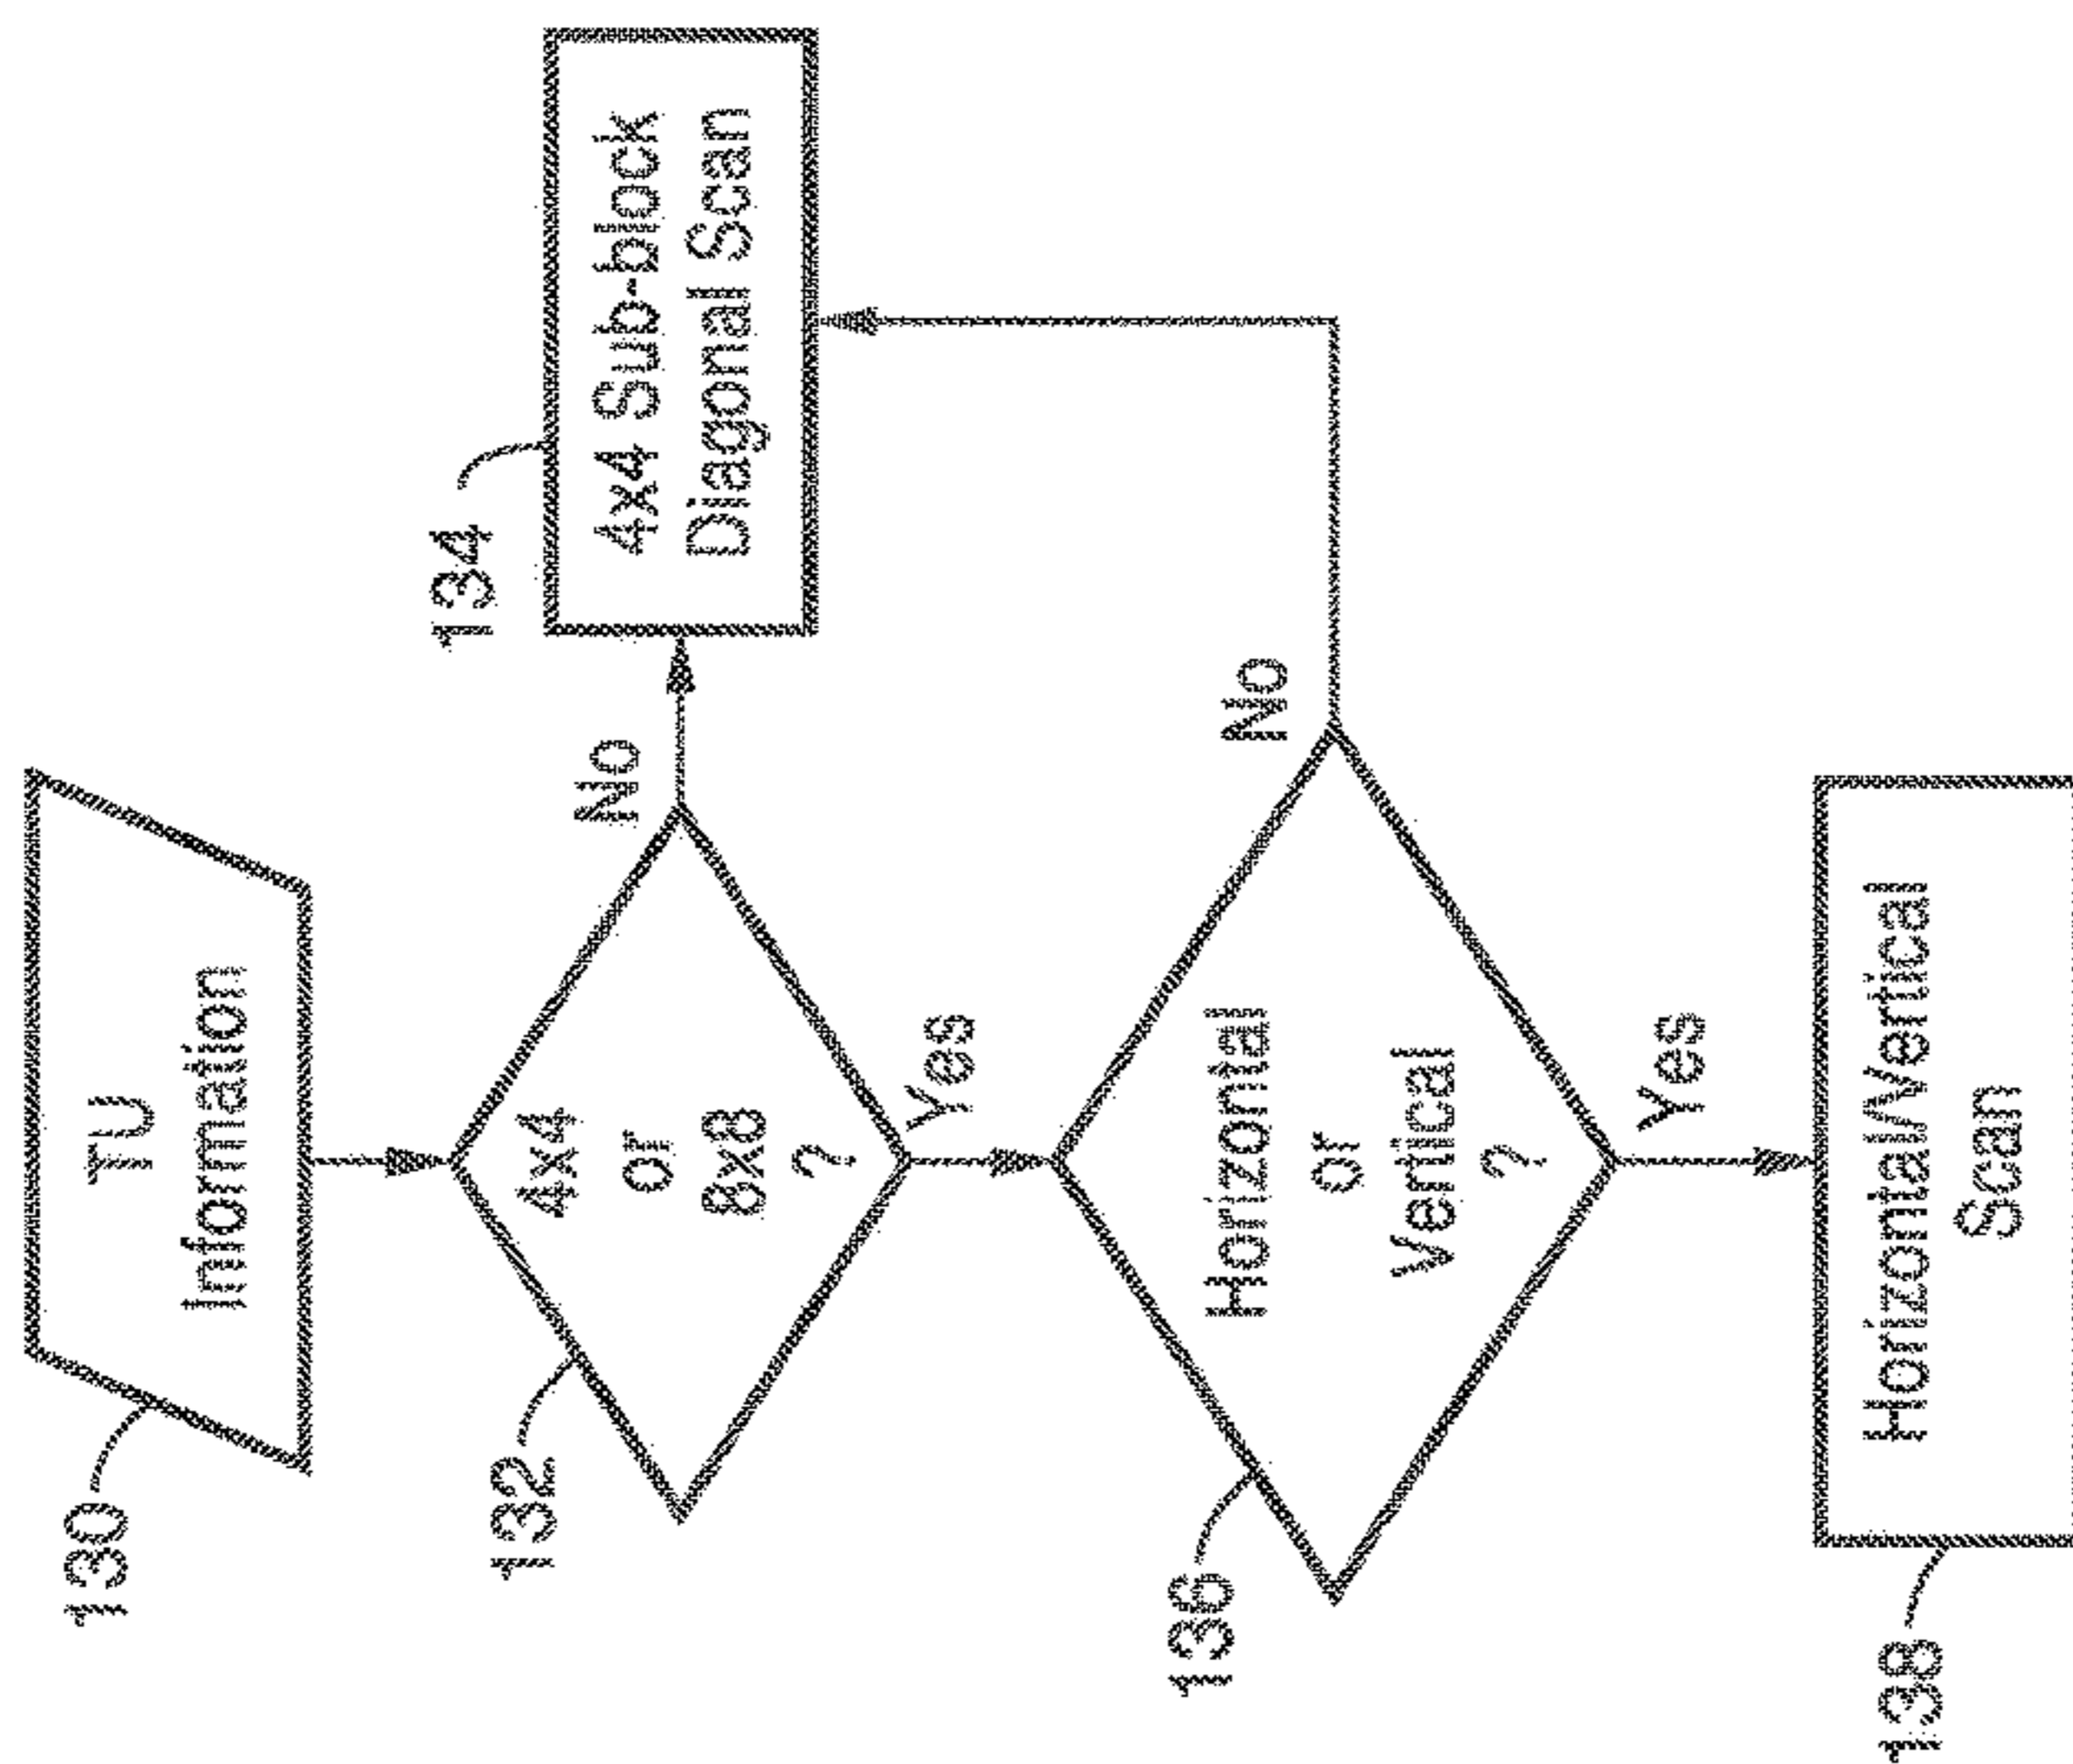 130
TU
Information
132
4x4
or
8x8
?
No
134
4x4 Sub-block
Diagonal Scan
Yes
136
Horizontal
or
Vertical
?
No
Yes
138
Horizontal/Vertical
Scan